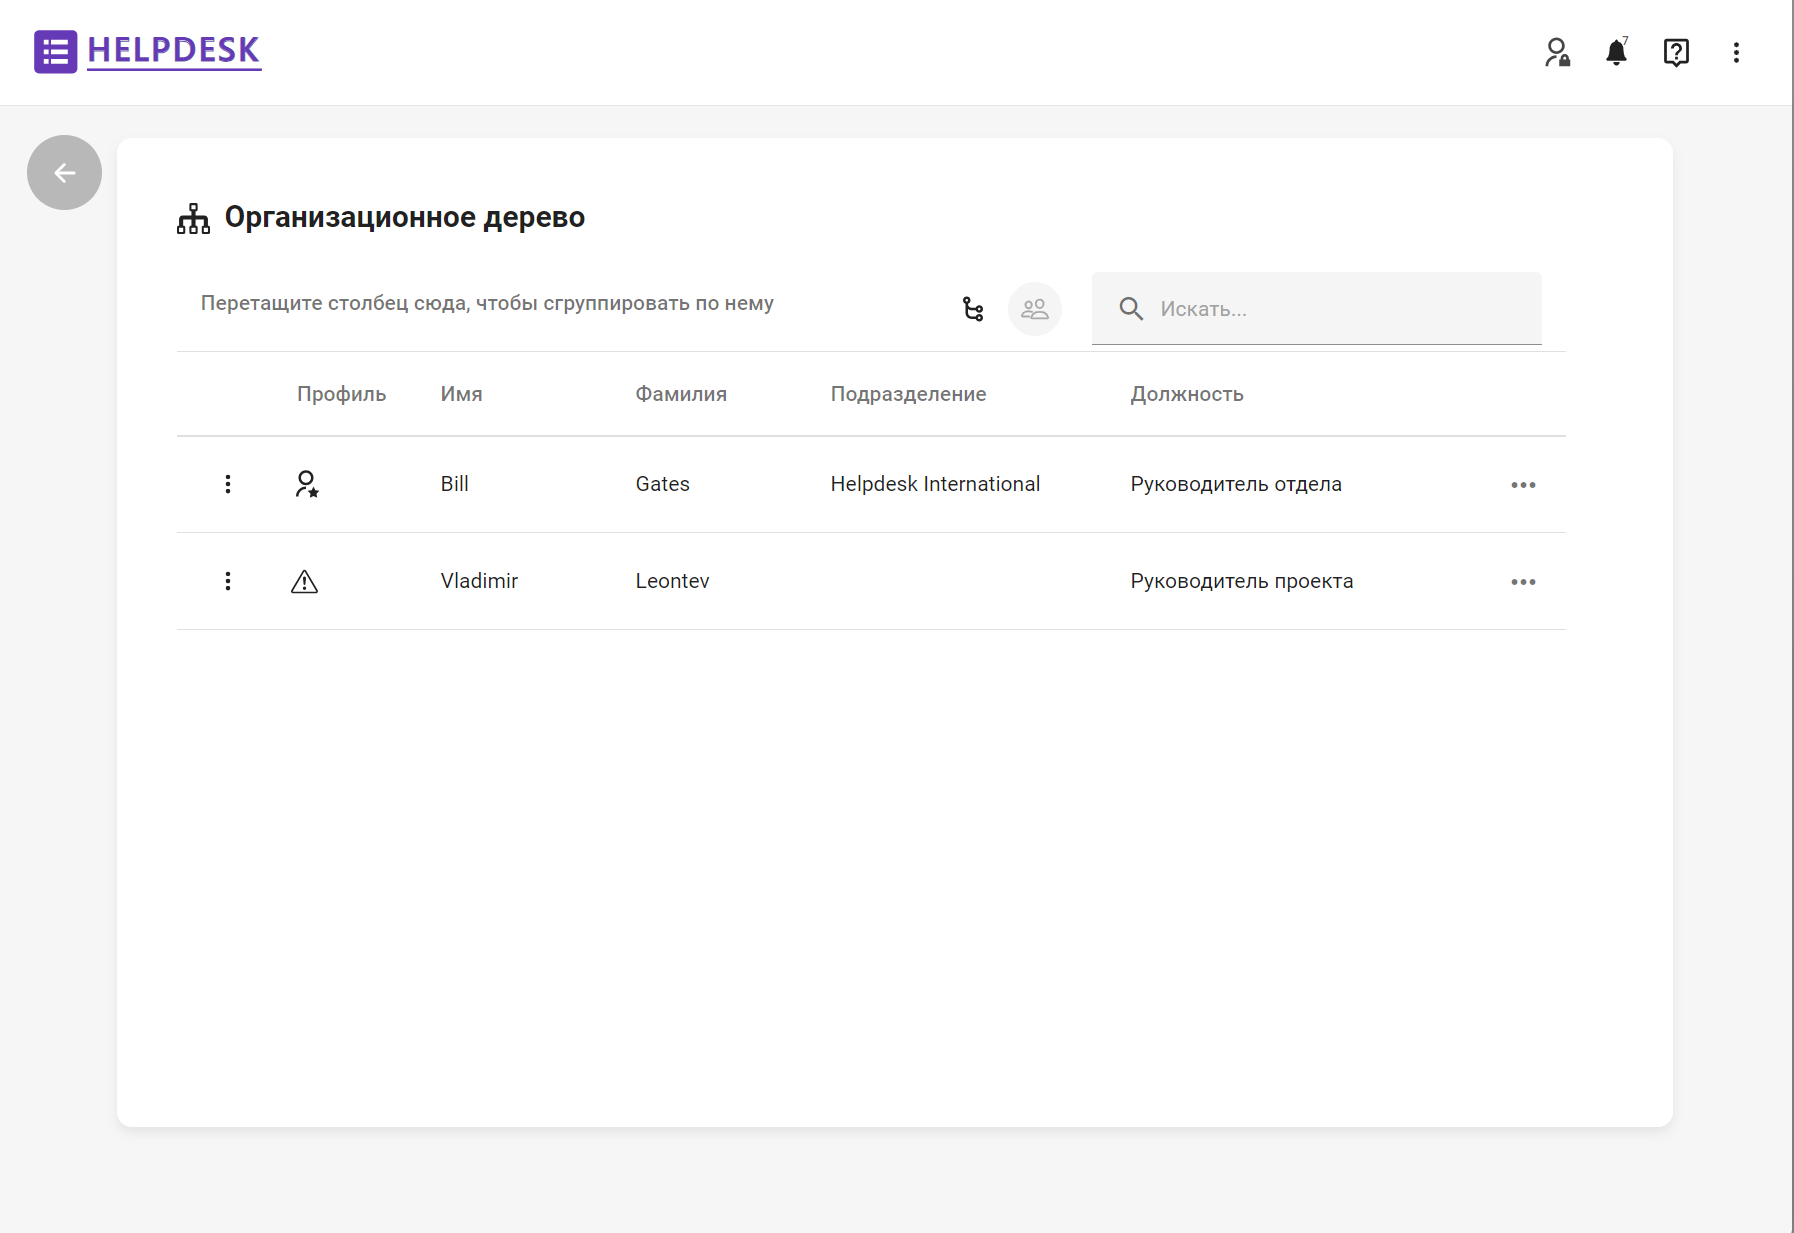 HELPDESK
7
Организационное дерево
Перетащите столбец сюда, чтобы сгруппировать по нему
Искать...
Профиль Имя Фамилия Подразделение Должность
Bill Gates Helpdesk International Руководитель отдела
Vladimir Leontev Руководитель проекта